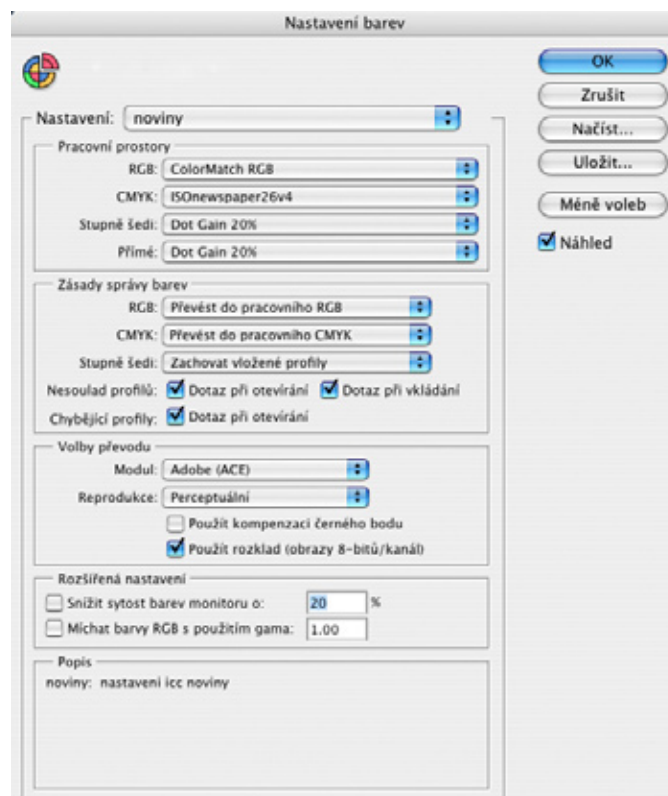 Nastavení barev
Nastavení: noviny
Pracovní prostory
RGB: ColorMatch RGB
CMYK: ISOnewspaper26v4
Stupně šedi: Dot Gain 20%
Přímé: Dot Gain 20%
Zásady správy barev
RGB: Převést do pracovního RGB
CMYK: Převést do pracovního CMYK
Stupně šedi: Zachovat vložené profily
Nesoulad profilů: Dotaz při otevírání Dotaz při vkládání
Chybějící profily: Dotaz při otevírání
Volby převodu
Modul: Adobe (ACE)
Reprodukce: Perceptuální
Použít kompenzaci černého bodu
Použít rozklad (obrazy 8-bitů/kanál)
Rozšířená nastavení
Snížit sytost barev monitoru o: 20 %
Míchat barvy RGB s použitím gama: 1.00
Popis
noviny: nastaveni icc noviny
OK
Zrušit
Načíst...
Uložit...
Méně voleb
Náhled